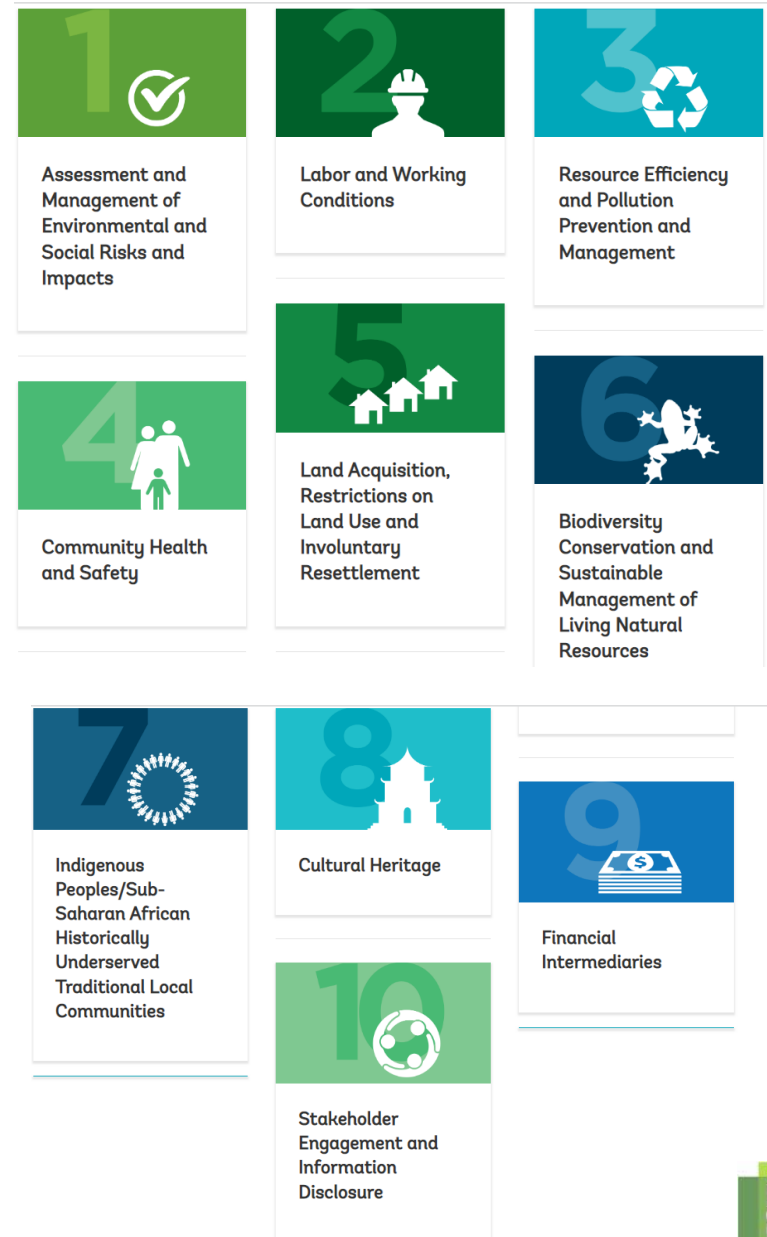 1
Assessment and
Management of
Environmental and
Social Risks and
Impacts
2
Labor and Working
Conditions
3
Resource Efficiency
and Pollution
Prevention and
Management
4
Community Health
and Safety
5
Land Acquisition,
Restrictions on
Land Use and
Involuntary
Resettlement
6
Biodiversity
Conservation and
Sustainable
Management of
Living Natural
Resources
7
Indigenous
Peoples/Sub-
Saharan African
Historically
Underserved
Traditional Local
Communities
8
Cultural Heritage
9
$
Financial
Intermediaries
10
Stakeholder
Engagement and
Information
Disclosure